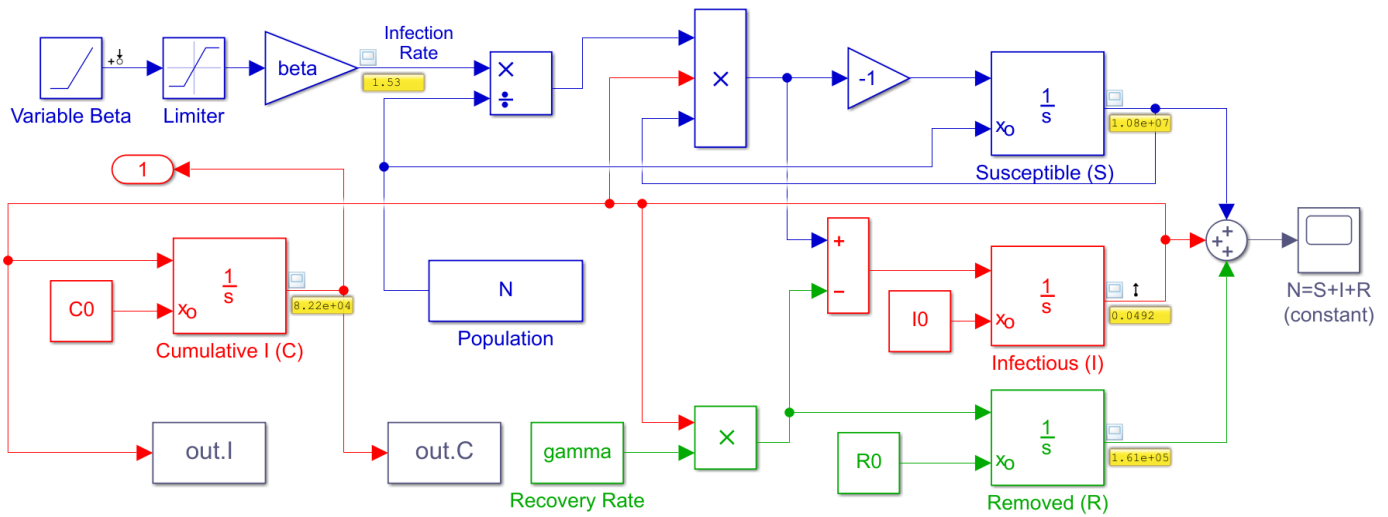 Infection
Rate
beta
1.53
×
÷
×
-1
1
s
xo
1.08e+07
Variable Beta
Limiter
Susceptible (S)
1
+
+
+
N=S+I+R
(constant)
C0
1
s
xo
8.22e+04
Cumulative I (C)
N
Population
+
−
I0
1
s
xo
0.0492
Infectious (I)
out.I
out.C
gamma
Recovery Rate
×
R0
1
s
xo
1.61e+05
Removed (R)